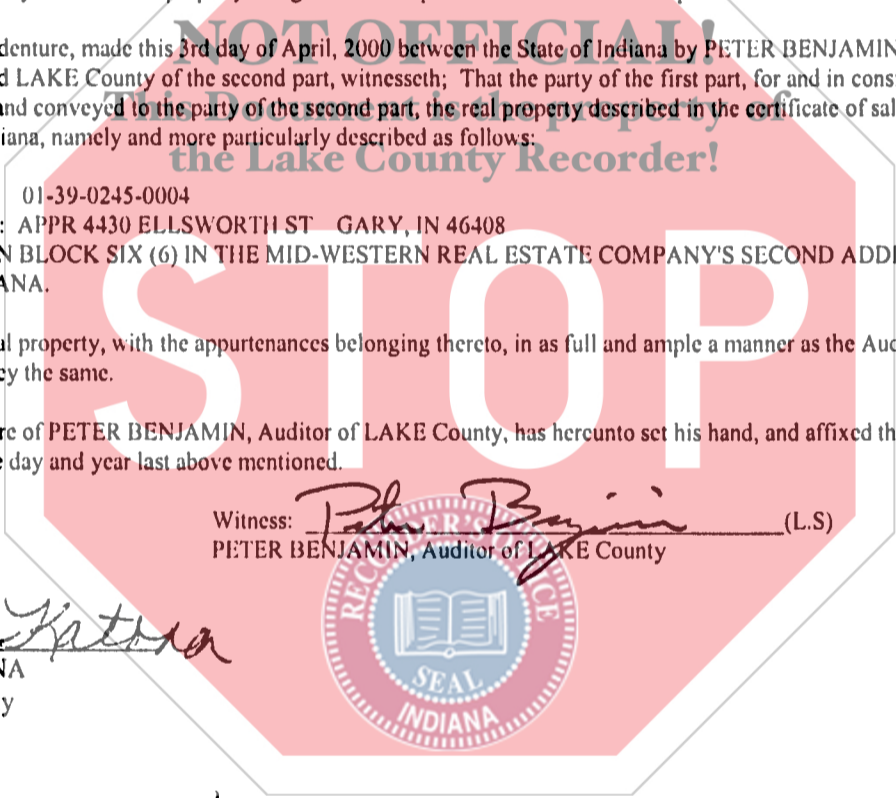 NOT OFFICIAL!
denture, made this 3rd day of April, 2000 between the State of Indiana by PETER BENJAMIN
d LAKE County of the second part, witnesseth; That the party of the first part, for and in cons
and conveyed to the party of the second part, the real property described in the certificate of sal
This Document is the property of
iana, namely and more particularly described as follows:
the Lake County Recorder!
01-39-0245-0004
: APPR 4430 ELLSWORTH ST GARY, IN 46408
N BLOCK SIX (6) IN THE MID-WESTERN REAL ESTATE COMPANY'S SECOND ADDI
ANA.
STOP
al property, with the appurtenances belonging thereto, in as full and ample a manner as the Aud
ey the same.
re of PETER BENJAMIN, Auditor of LAKE County, has hereunto set his hand, and affixed th
e day and year last above mentioned.
Witness: Peter Benjamin (L.S)
PETER BENJAMIN, Auditor of LAKE County
RECORDER'S OFFICE
Katona
NA
y
SEAL
INDIANA